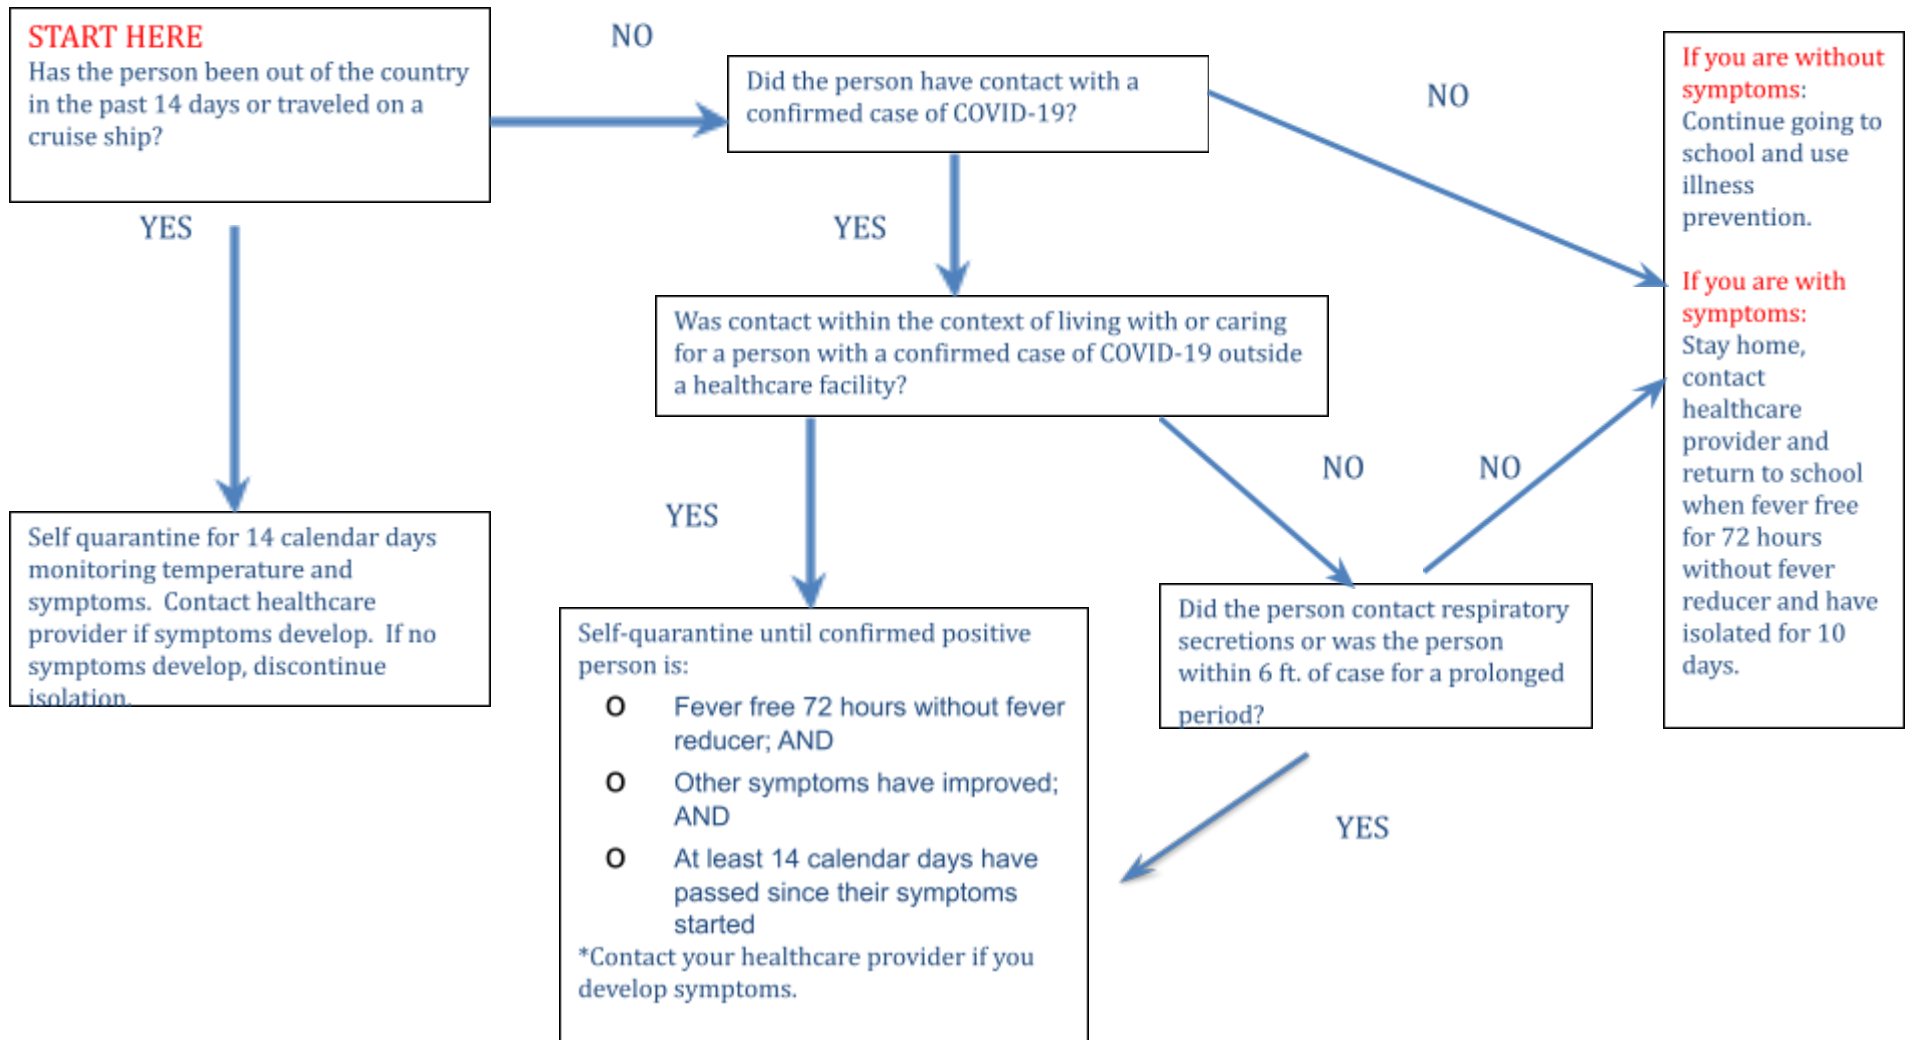 START HERE
Has the person been out of the country
in the past 14 days or traveled on a
cruise ship?
NO
Did the person have contact with a
confirmed case of COVID-19?
NO
If you are without
symptoms:
Continue going to
school and use
illness
prevention.
If you are with
symptoms:
Stay home,
contact
healthcare
provider and
return to school
when fever free
for 72 hours
without fever
reducer and have
isolated for 10
days.
YES
YES
Was contact within the context of living with or caring
for a person with a confirmed case of COVID-19 outside
a healthcare facility?
YES
NO
NO
Self quarantine for 14 calendar days
monitoring temperature and
symptoms.  Contact healthcare
provider if symptoms develop.  If no
symptoms develop, discontinue
isolation.
Self-quarantine until confirmed positive
person is:
O Fever free 72 hours without fever
reducer; AND
O Other symptoms have improved;
AND
O At least 14 calendar days have
passed since their symptoms
started
*Contact your healthcare provider if you
develop symptoms.
Did the person contact respiratory
secretions or was the person
within 6 ft. of case for a prolonged
period?
YES